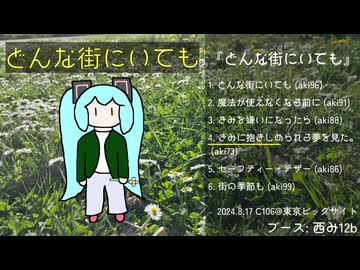 どんな街にいても
『どんな街にいても』
1. どんな街にいても (aki96)
2. 魔法が使えなくなる前に (aki91)
3. きみを嫌いになったら (aki88)
4. きみに抱きしめられる夢を見た。
(aki73)
5. セーフティー・テザー (aki86)
6. 街の季節も (aki99)
2024.8.17 C106@東京ビッグサイト
ブース: 西み12b